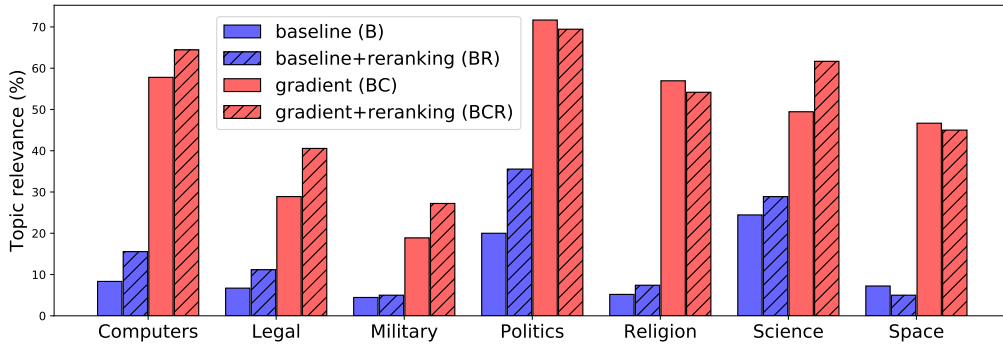 Topic relevance (%)
70
60
50
40
30
20
10
0
baseline (B)
baseline+reranking (BR)
gradient (BC)
gradient+reranking (BCR)
Computers Legal Military Politics Religion Science Space